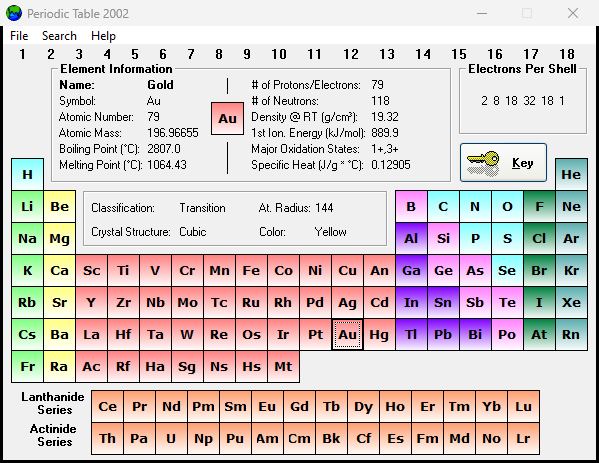 Periodic Table 2002
File Search Help
1 2 3 4 5 6 7 8 9 10 11 12 13 14 15 16 17 18
Element Information
Name: Gold
Symbol: Au
Atomic Number: 79
Atomic Mass: 196.96655
Boiling Point (°C): 2807.0
Melting Point (°C): 1064.43
Au
# of Protons/Electrons: 79
# of Neutrons: 118
Density @ RT (g/cm³): 19.32
1st Ion. Energy (kJ/mol): 889.9
Major Oxidation States: 1+,3+
Specific Heat (J/g * °C): 0.12905
Electrons Per Shell
2 8 18 32 18 1
Key
Classification: Transition At. Radius: 144
Crystal Structure: Cubic Color: Yellow
H He
Li Be B C N O F Ne
Na Mg Al Si P S Cl Ar
K Ca Sc Ti V Cr Mn Fe Co Ni Cu An Ga Ge As Se Br Kr
Rb Sr Y Zr Nb Mo Tc Ru Rh Pd Ag Cd In Sn Sb Te I Xe
Cs Ba La Hf Ta W Re Os Ir Pt Au Hg Tl Pb Bi Po At Rn
Fr Ra Ac Rf Ha Sg Ns Hs Mt
Lanthanide Series
Ce Pr Nd Pm Sm Eu Gd Tb Dy Ho Er Tm Yb Lu
Actinide Series
Th Pa U Np Pu Am Cm Bk Cf Es Fm Md No Lr